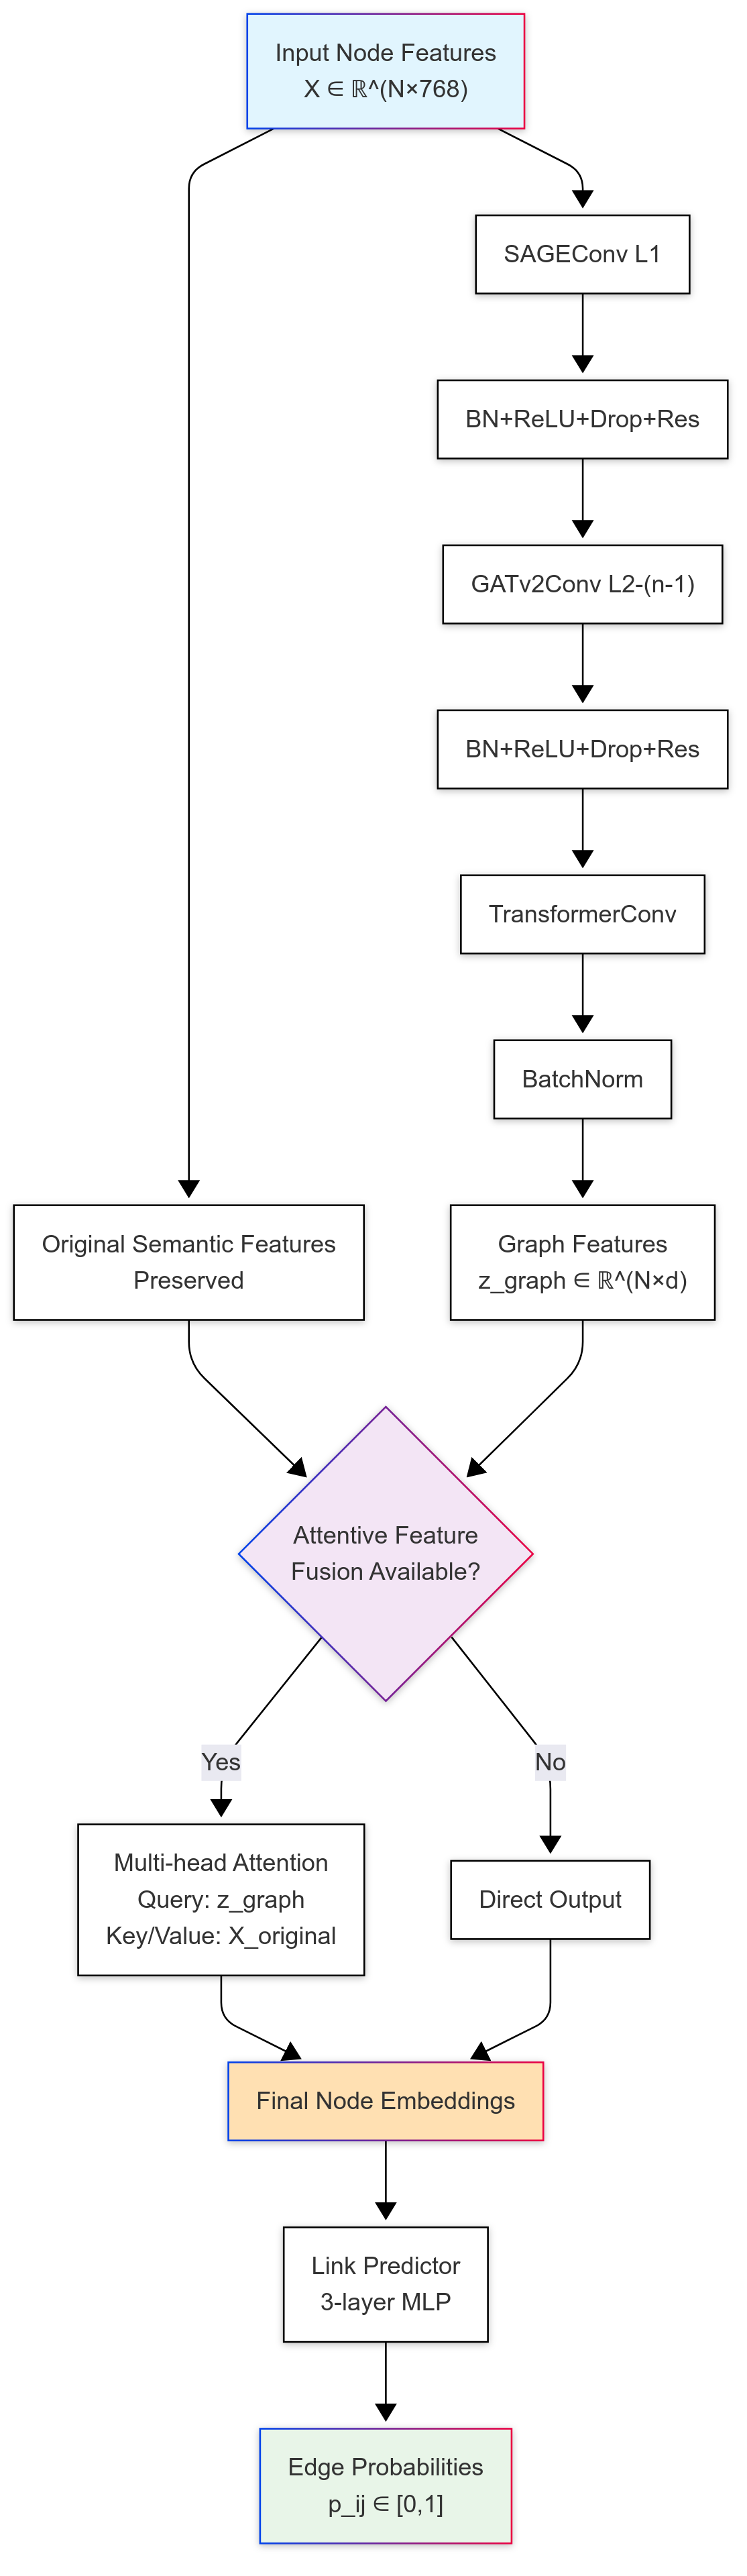 Input Node Features
X ∈ ℝ^(N×768)
SAGEConv L1
BN+ReLU+Drop+Res
GATv2Conv L2-(n-1)
BN+ReLU+Drop+Res
TransformerConv
BatchNorm
Original Semantic Features
Preserved
Graph Features
z_graph ∈ ℝ^(N×d)
Attentive Feature
Fusion Available?
Yes
No
Multi-head Attention
Query: z_graph
Key/Value: X_original
Direct Output
Final Node Embeddings
Link Predictor
3-layer MLP
Edge Probabilities
p_ij ∈ [0,1]